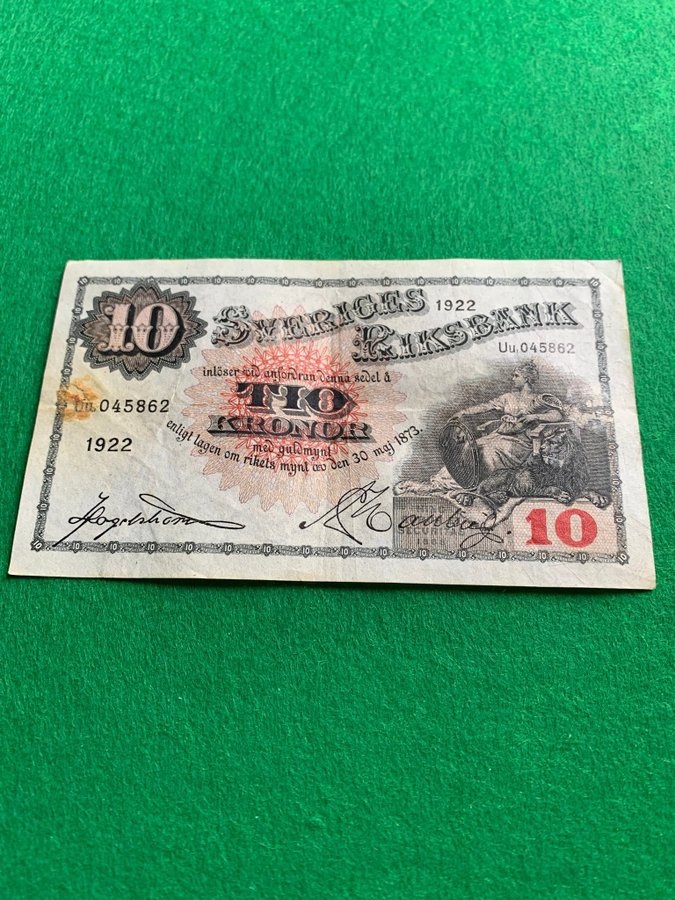 10
SVERIGES 1922
RIKSBANK
Uu, 045862
inlöser vid anfordran denna sedel å
TIO
Uu, 045862
KRONOR
1922
enligt lagen om rikets mynt av den 30 maj 1873.
med guldmynt
10